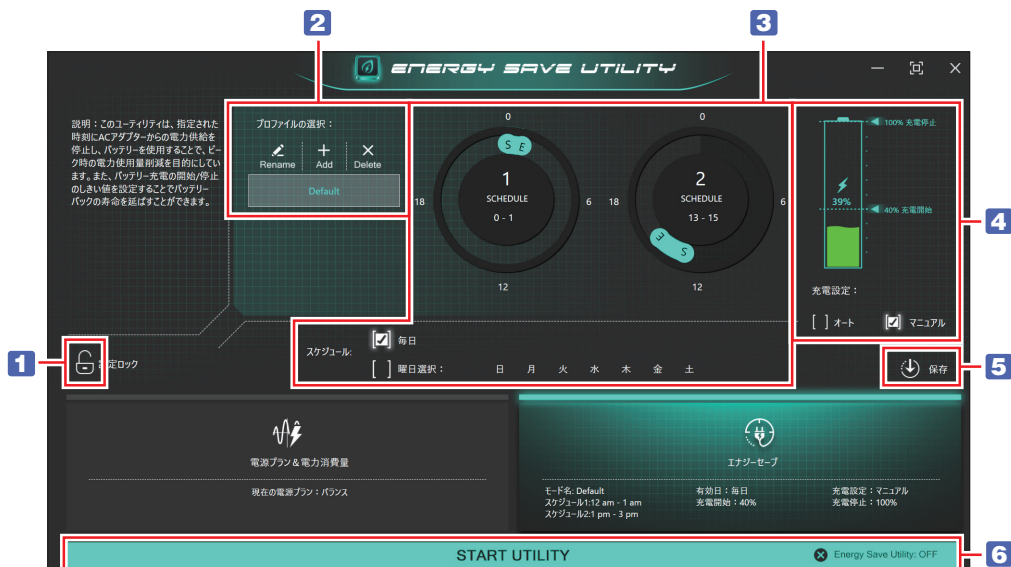 2
3
ENERGY SAVE UTILITY
説明：このユーティリティは、指定された
時刻にACアダプターからの電力供給を
停止し、バッテリーを使用することで、ピー
ク時の電力使用量削減を目的にしてい
ます。また、バッテリー充電の開始/停止
のしきい値を設定することでバッテリー
パックの寿命を延ばすことができます。
プロファイルの選択：
Rename
Add
Delete
Default
0
S E
1
SCHEDULE
0 - 1
18
6
12
0
2
SCHEDULE
13 - 15
E S
18
6
12
100% 充電停止
39%
40% 充電開始
4
充電設定：
[ ] オート
マニュアル
1
設定ロック
スケジュール:
毎日
[ ] 曜日選択：
日 月 火 水 木 金 土
保存
5
電源プラン＆電力消費量
現在の電源プラン：バランス
エナジーセーブ
モード名: Default
スケジュール1:12 am - 1 am
スケジュール2:1 pm - 3 pm
有効日：毎日
充電開始：40%
充電設定：マニュアル
充電停止：100%
START UTILITY
Energy Save Utility: OFF
6